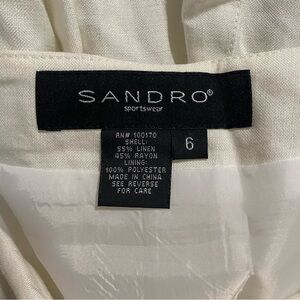 SANDRO®
sportswear
RN# 100170
SHELL:
55% LINEN
45% RAYON
LINING:
100% POLYESTER
MADE IN CHINA
SEE REVERSE
FOR CARE
6